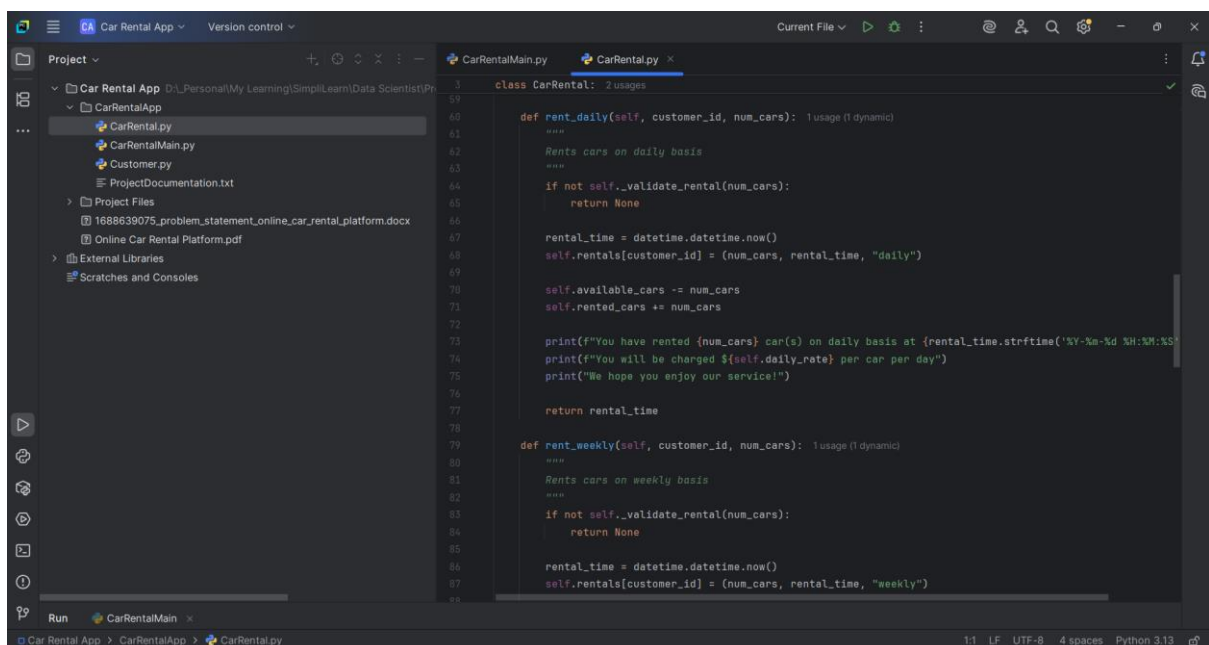 CA Car Rental App Version control Current File
Project
Car Rental App D:\_Personal\My Learning\SimpliLearn\Data Scientist\Pr
CarRentalApp
CarRental.py
CarRentalMain.py
Customer.py
ProjectDocumentation.txt
Project Files
1688639075_problem_statement_online_car_rental_platform.docx
Online Car Rental Platform.pdf
External Libraries
Scratches and Consoles
CarRentalMain.py CarRental.py
3 class CarRental: 2 usages
59
60 def rent_daily(self, customer_id, num_cars): 1 usage (1 dynamic)
61 """
62 Rents cars on daily basis
63 """
64 if not self._validate_rental(num_cars):
65 return None
66
67 rental_time = datetime.datetime.now()
68 self.rentals[customer_id] = (num_cars, rental_time, "daily")
69
70 self.available_cars -= num_cars
71 self.rented_cars += num_cars
72
73 print(f"You have rented {num_cars} car(s) on daily basis at {rental_time.strftime('%Y-%m-%d %H:%M:%S'
74 print(f"You will be charged ${self.daily_rate} per car per day")
75 print("We hope you enjoy our service!")
76
77 return rental_time
78
79 def rent_weekly(self, customer_id, num_cars): 1 usage (1 dynamic)
80 """
81 Rents cars on weekly basis
82 """
83 if not self._validate_rental(num_cars):
84 return None
85
86 rental_time = datetime.datetime.now()
87 self.rentals[customer_id] = (num_cars, rental_time, "weekly")
88
Run CarRentalMain
Car Rental App > CarRentalApp > CarRental.py 1:1 LF UTF-8 4 spaces Python 3.13